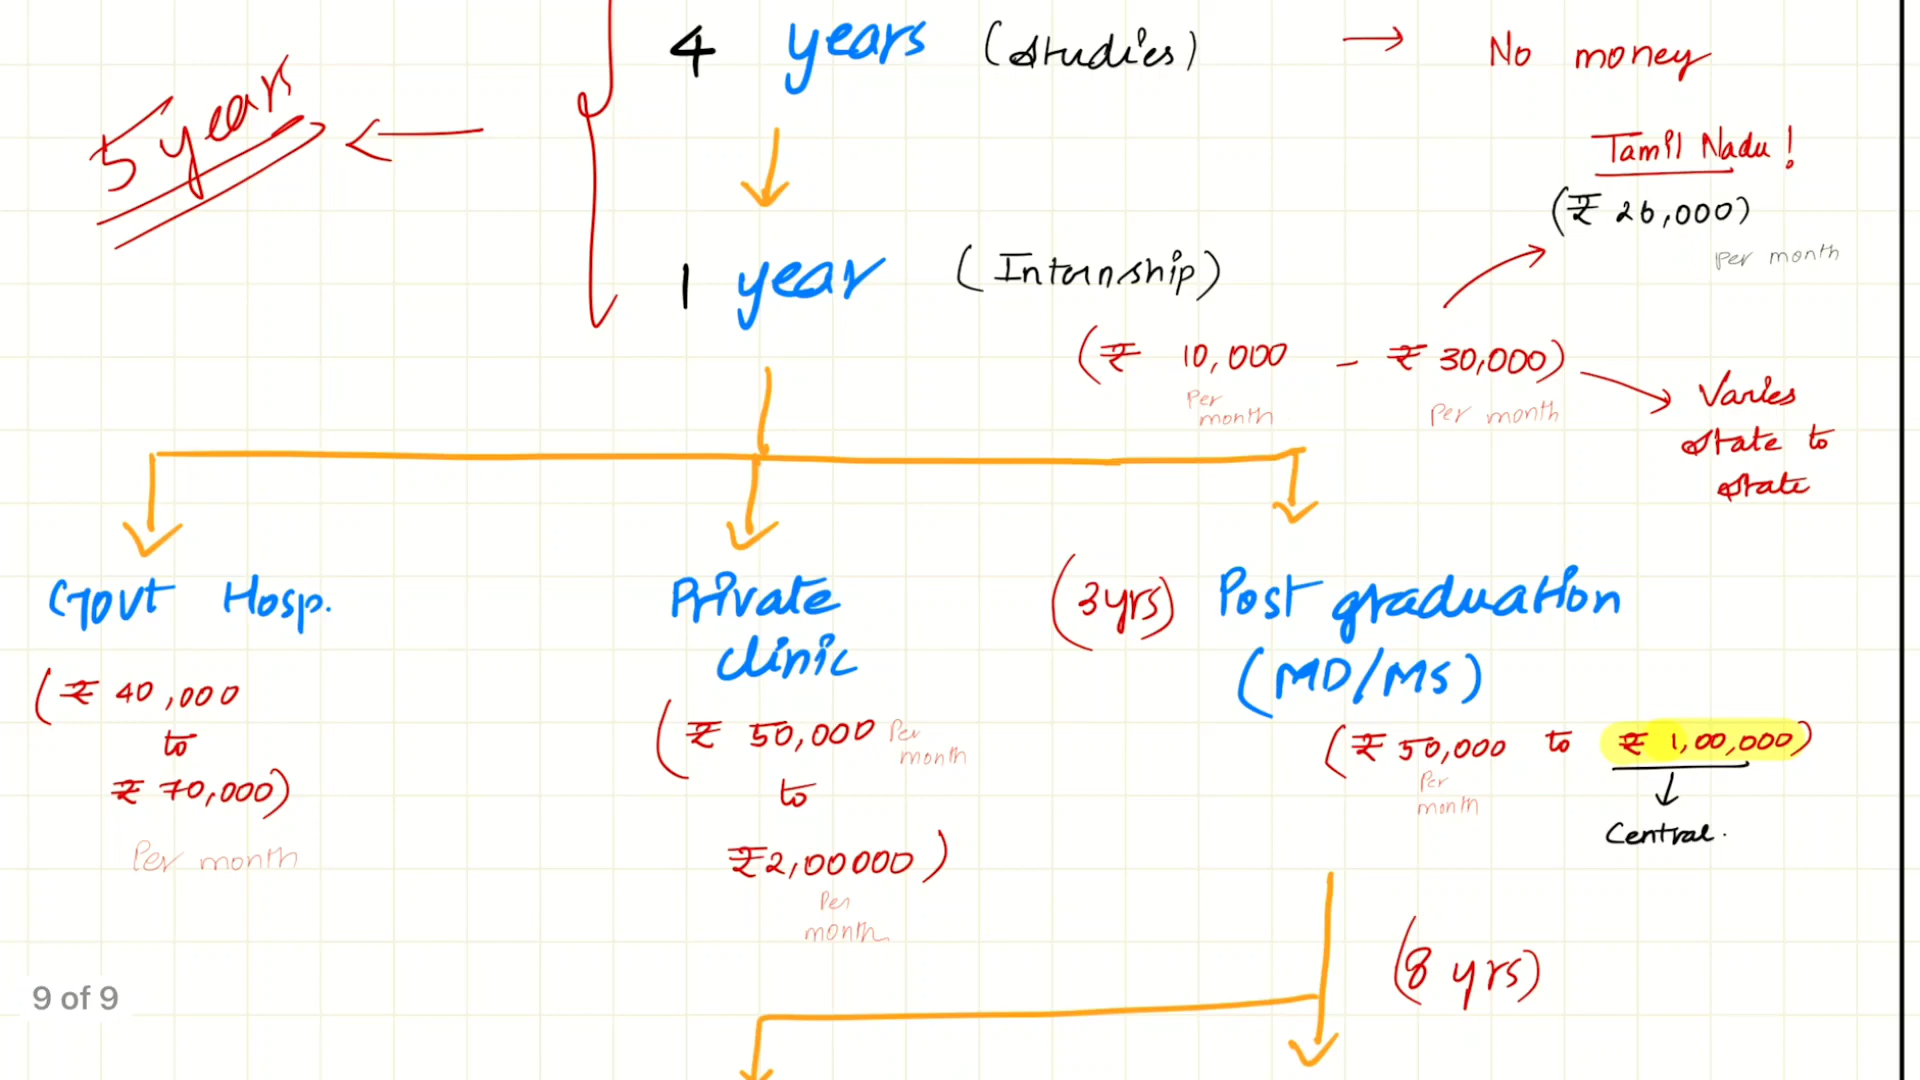 4 years (studies) → No money
5 years ←
Tamil Nadu!
(₹ 26,000)
per month
1 year (Internship)
(₹ 10,000 - ₹ 30,000)
Per month
Per month
Varies
state to
state
Govt Hosp.
(₹ 40,000
to
₹ 70,000)
Per month
Private
clinic
(₹ 50,000 Per month
to
₹2,00000)
Per
month
(3yrs) Post graduation
(MD/MS)
(₹ 50,000 to ₹ 1,00,000)
Per
month
Central.
(8 yrs)
9 of 9